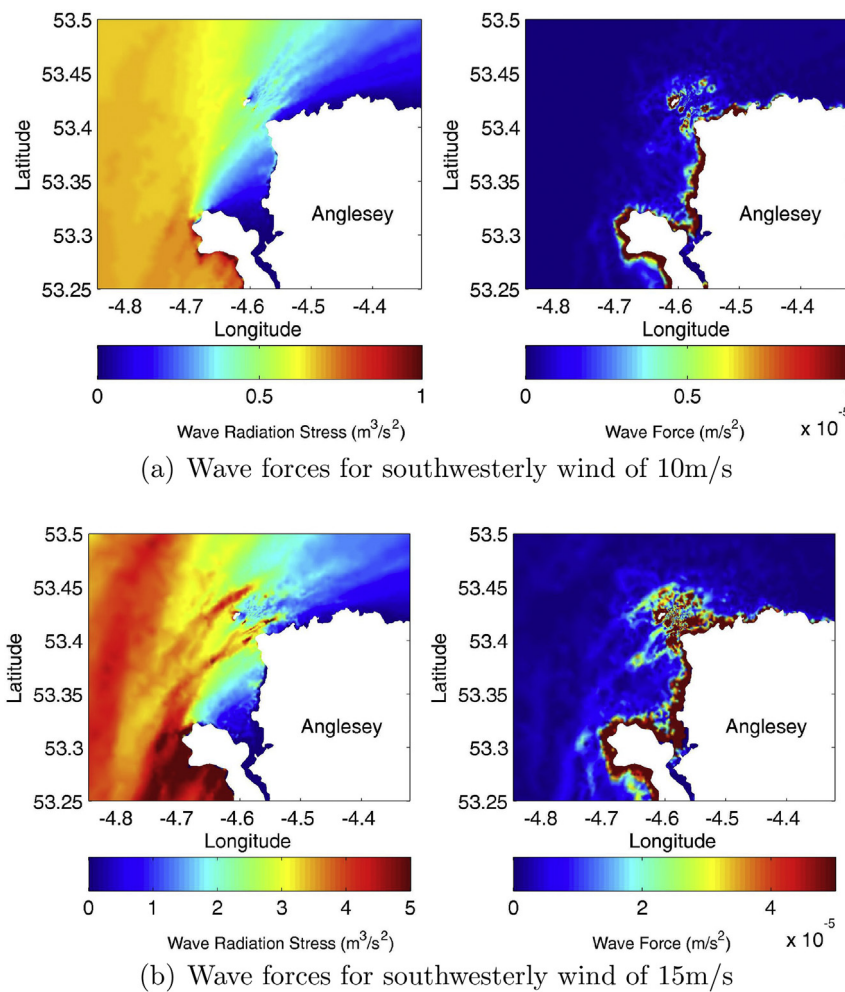 53.5
53.45
53.4
53.35
53.3
53.25
Latitude
Anglesey
-4.8 -4.7 -4.6 -4.5 -4.4
Longitude
0 0.5 1
Wave Radiation Stress (m³/s²)
53.5
53.45
53.4
53.35
53.3
53.25
Latitude
Anglesey
-4.8 -4.7 -4.6 -4.5 -4.4
Longitude
0 0.5
Wave Force (m/s²) x 10⁻⁵
(a) Wave forces for southwesterly wind of 10m/s
53.5
53.45
53.4
53.35
53.3
53.25
Latitude
Anglesey
-4.8 -4.7 -4.6 -4.5 -4.4
Longitude
0 1 2 3 4 5
Wave Radiation Stress (m³/s²)
53.5
53.45
53.4
53.35
53.3
53.25
Latitude
Anglesey
-4.8 -4.7 -4.6 -4.5 -4.4
Longitude
0 2 4
Wave Force (m/s²) x 10⁻⁵
(b) Wave forces for southwesterly wind of 15m/s